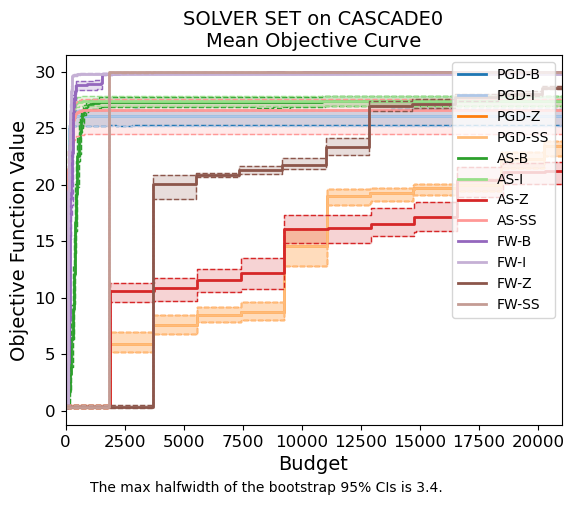 SOLVER SET on CASCADE0
Mean Objective Curve
Objective Function Value
30
25
20
15
10
5
0
0
2500
5000
7500
10000
12500
15000
17500
20000
Budget
PGD-B
PGD-I
PGD-Z
PGD-SS
AS-B
AS-I
AS-Z
AS-SS
FW-B
FW-I
FW-Z
FW-SS
The max halfwidth of the bootstrap 95% CIs is 3.4.